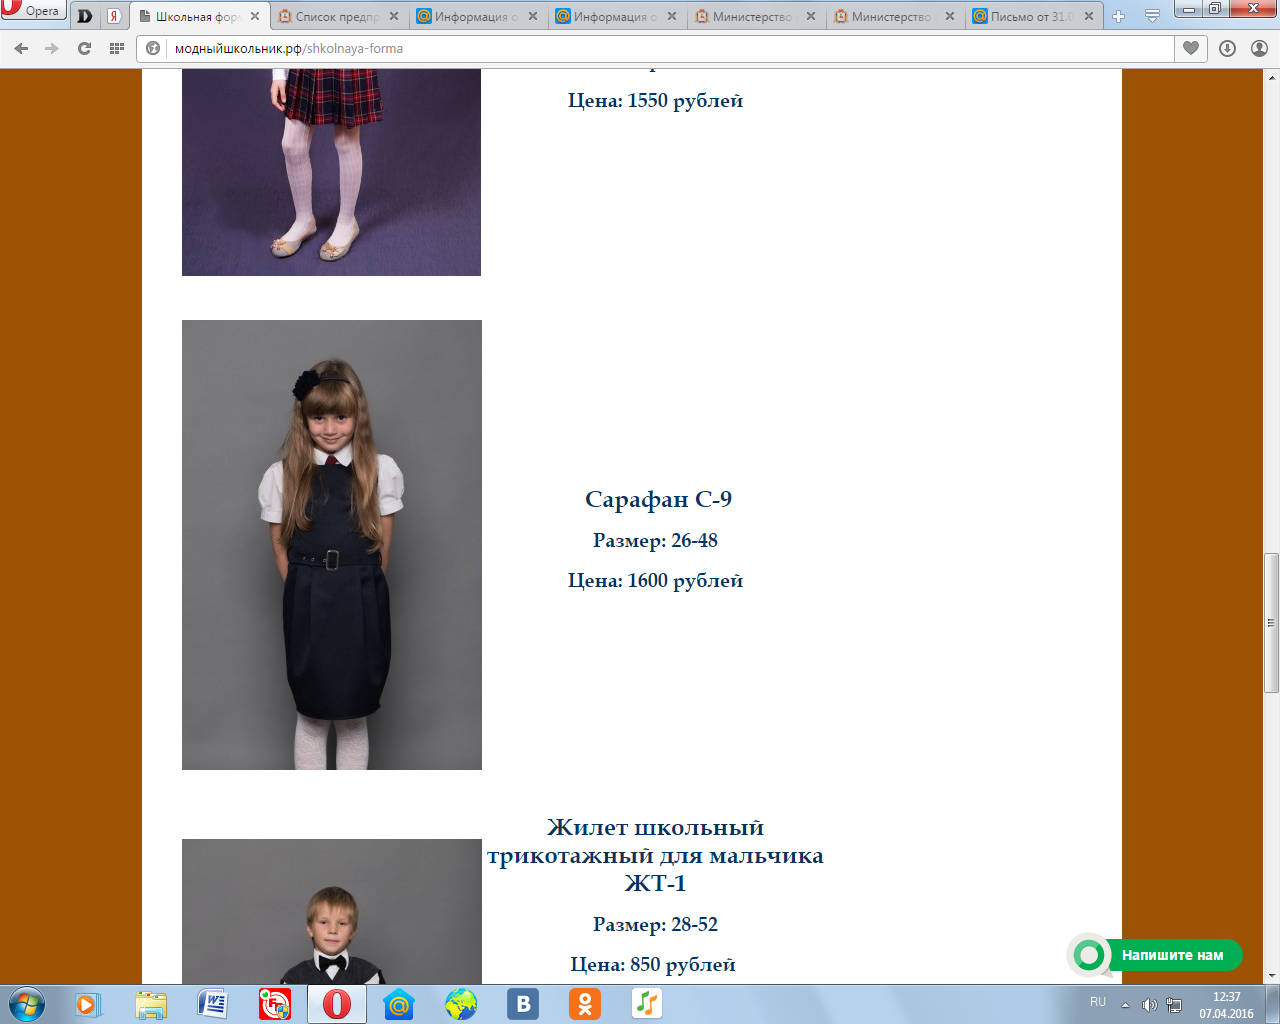 Opera
Школьная фор
Список предпр
Информация о
Информация о
Министерство
Министерство
Письмо от 31.0
модныйшкольник.рф/shkolnaya-forma
Цена: 1550 рублей
Сарафан С-9
Размер: 26-48
Цена: 1600 рублей
Жилет школьный
трикотажный для мальчика
ЖТ-1
Размер: 28-52
Цена: 850 рублей
Напишите нам
RU
12:37
07.04.2016